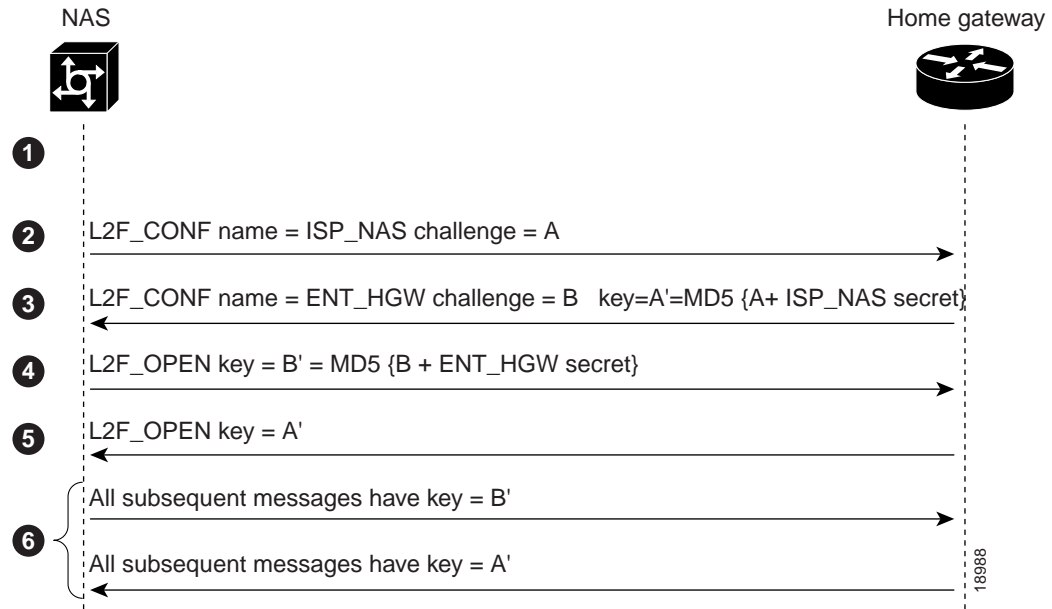 NAS
Home gateway
1
2
L2F_CONF name = ISP_NAS challenge = A
3
L2F_CONF name = ENT_HGW challenge = B key=A'=MD5 {A+ ISP_NAS secret}
4
L2F_OPEN key = B' = MD5 {B + ENT_HGW secret}
5
L2F_OPEN key = A'
All subsequent messages have key = B'
6
All subsequent messages have key = A'
18988